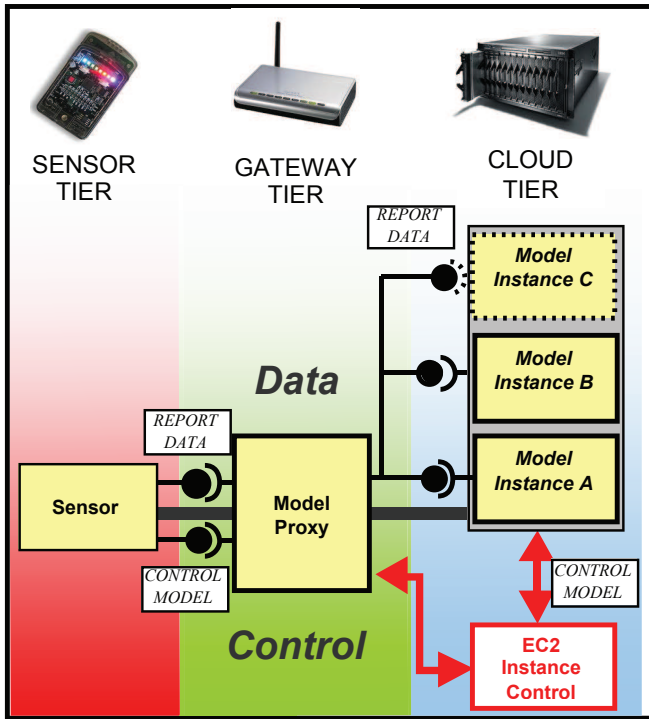 SENSOR
TIER
GATEWAY
TIER
CLOUD
TIER
REPORT
DATA
Model
Instance C
Data
Model
Instance B
REPORT
DATA
Model
Instance A
Sensor
Model
Proxy
CONTROL
MODEL
CONTROL
MODEL
Control
EC2
Instance
Control